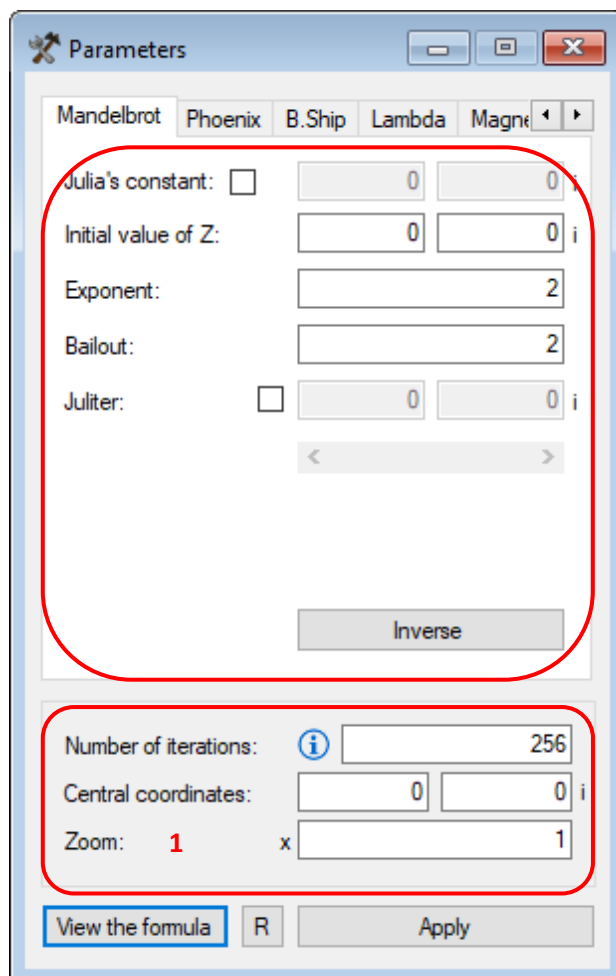 Parameters
Mandelbrot Phoenix B.Ship Lambda Magne
Julia's constant: 0 0 i
Initial value of Z: 0 0 i
Exponent: 2
Bailout: 2
Juliter: 0 0 i
Inverse
Number of iterations: 256
Central coordinates: 0 0 i
Zoom: 1 x 1
View the formula R Apply